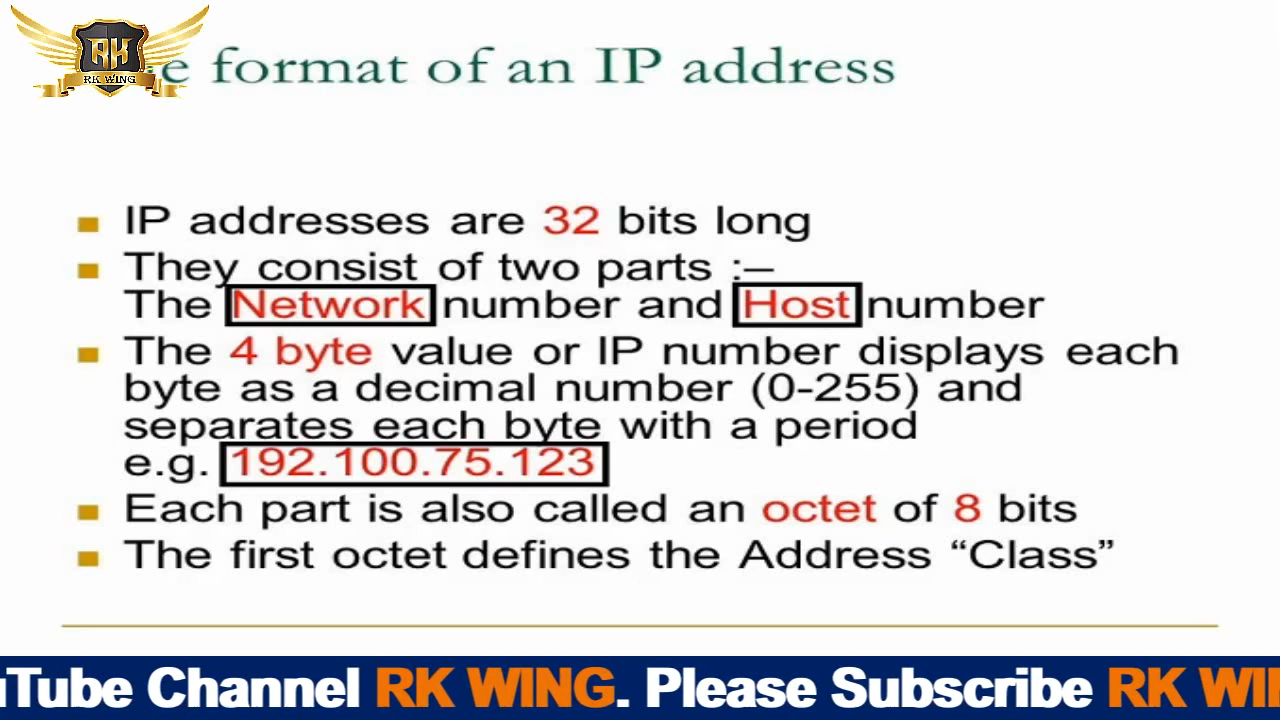 RK
RK WING
e format of an IP address
IP addresses are 32 bits long
They consist of two parts :–
The Network number and Host number
The 4 byte value or IP number displays each
byte as a decimal number (0-255) and
separates each byte with a period
e.g. 192.100.75.123
Each part is also called an octet of 8 bits
The first octet defines the Address “Class”
uTube Channel RK WING. Please Subscribe RK WI